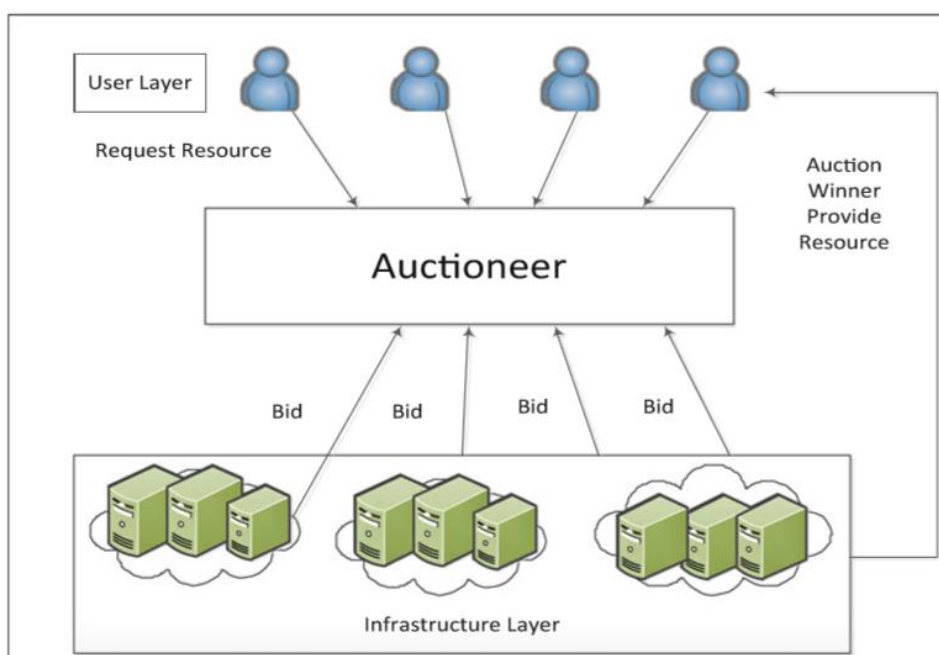 User Layer
Request Resource
Auction
Winner
Provide
Resource
Auctioneer
Bid
Bid
Bid
Bid
Infrastructure Layer